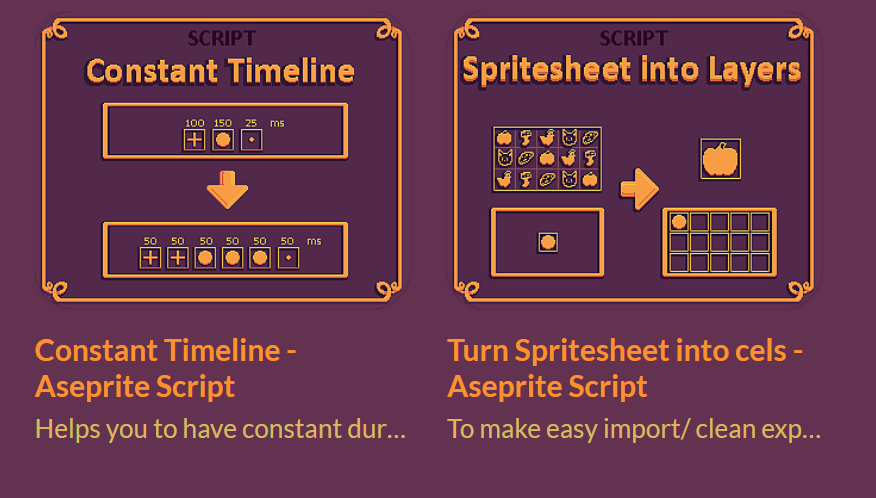 SCRIPT
Constant Timeline
100 150 25 ms
50 50 50 50 50 50 ms
Constant Timeline -
Aseprite Script
Helps you to have constant dur...
SCRIPT
Spritesheet into Layers
Turn Spritesheet into cels -
Aseprite Script
To make easy import/ clean exp...